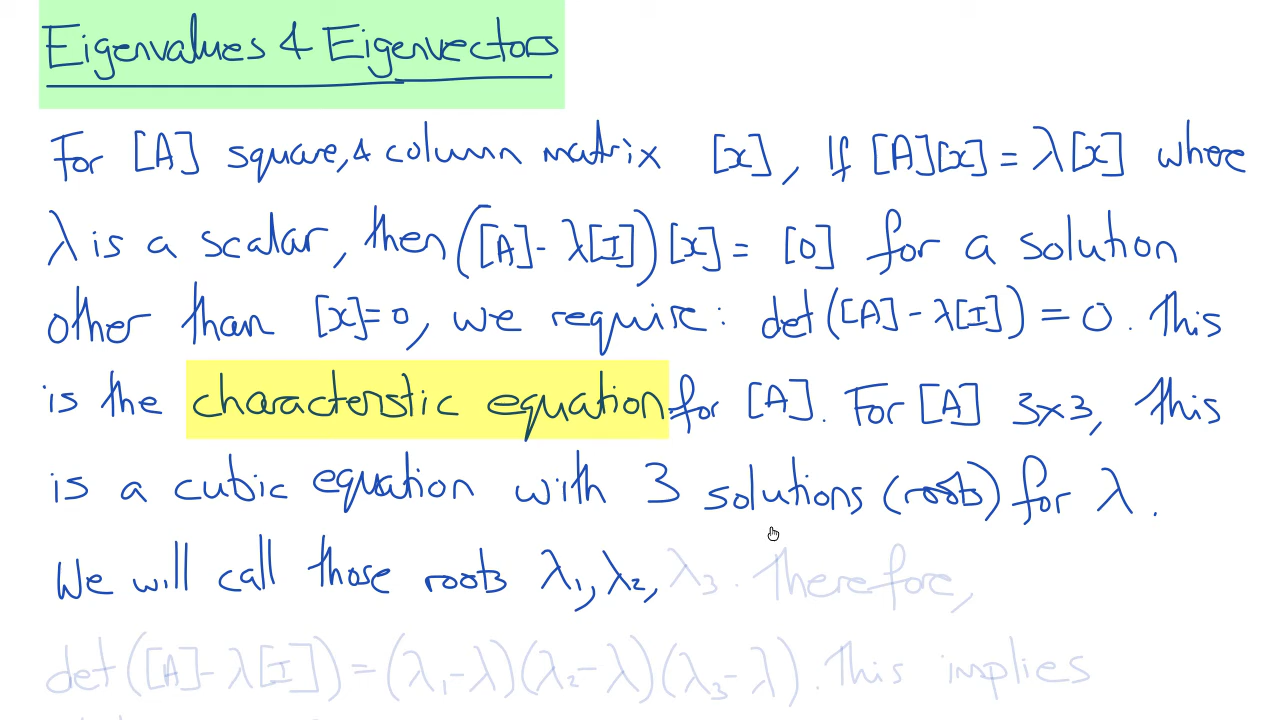 Eigenvalues & Eigenvectors
For [A] square, & column matrix [x], If [A][x] = λ[x] where
λ is a scalar, then ([A] - λ[I])[x] = [0] for a solution
other than [x]=0, we require: det([A] - λ[I]) = 0. This
is the characterstic equation for [A]. For [A] 3x3, this
is a cubic equation with 3 solutions (roots) for λ.
We will call those roots λ₁, λ₂, λ₃. Therefore,
det([A] - λ[I]) = (λ₁-λ)(λ₂-λ)(λ₃-λ). This implies